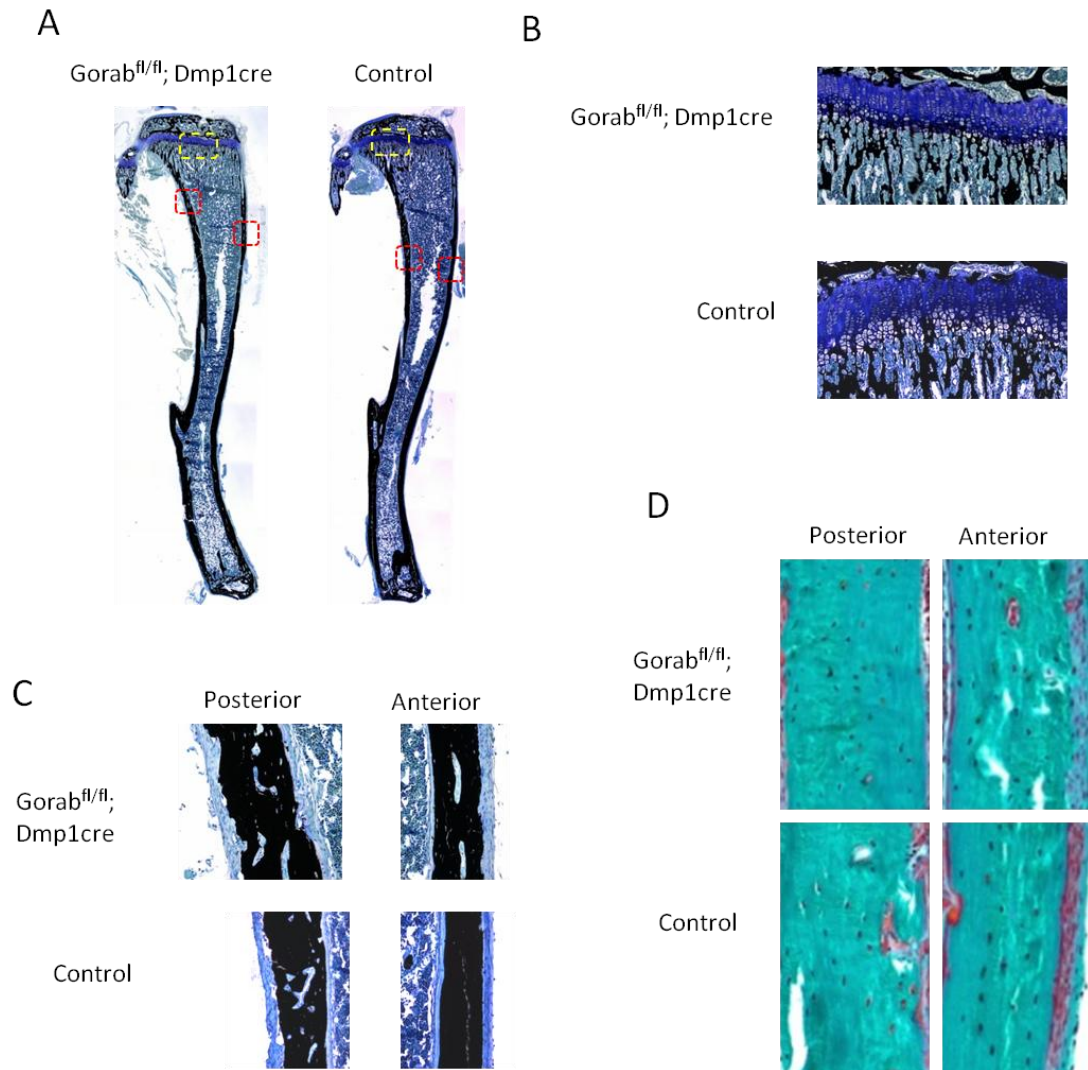 A
Gorab^fl/fl; Dmp1cre
Control
B
Gorab^fl/fl; Dmp1cre
Control
C
Posterior
Anterior
Gorab^fl/fl;
Dmp1cre
Control
D
Posterior
Anterior
Gorab^fl/fl;
Dmp1cre
Control